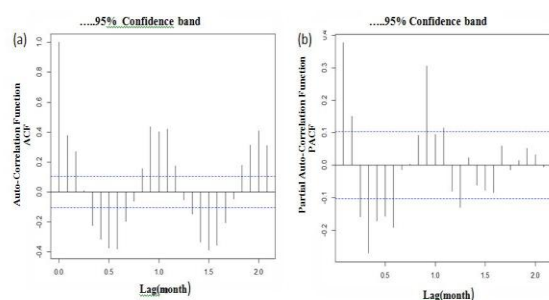 …..95% Confidence band
(a)
Auto-Correlation Function
ACF
1.0
0.8
0.6
0.4
0.2
0.0
-0.2
-0.4
0.0
0.5
1.0
1.5
2.0
Lag(month)
…..95% Confidence band
(b)
Partial Auto-Correlation Function
PACF
0.4
0.3
0.2
0.1
0.0
-0.1
-0.2
0.5
1.0
1.5
2.0
Lag(month)